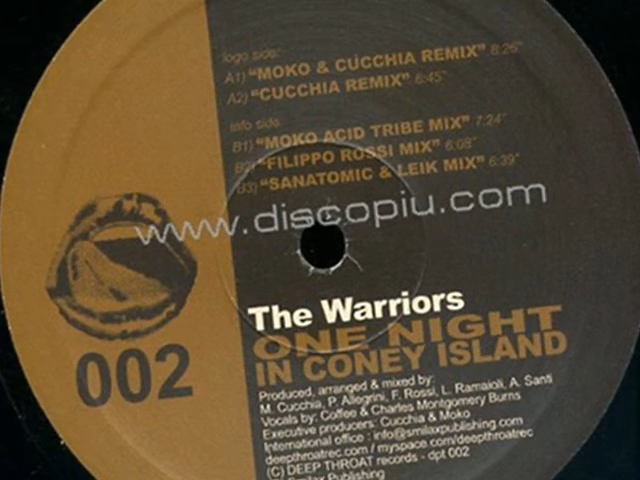 logo side:
A1) "MOKO & CUCCHIA REMIX" 8:26"
A2) "CUCCHIA REMIX" 6:45"
info side
B1) "MOKO ACID TRIBE MIX" 7:24"
B2) "FILIPPO ROSSI MIX" 6:08"
B3) "SANATOMIC & LEIK MIX" 6:39"
www.discopiu.com
The Warriors
ONE NIGHT
IN CONEY ISLAND
002
Produced, arranged & mixed by:
M. Cucchia, P. Allegrini, F. Rossi, L. Ramaioli, A. Santi
Vocals by: Coffee & Charles Montgomery Burns
Executive producers: Cucchia & Moko
International office : info@smilaxpublishing.com
deepthroatrec.com / myspace.com/deepthroatrec
(C) DEEP THROAT records - dpt 002
Smilax Publishing